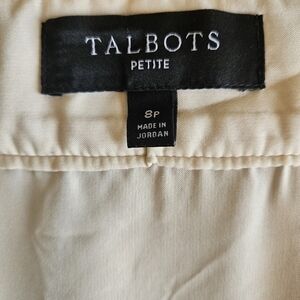 TALBOTS
PETITE
8P
MADE IN
JORDAN